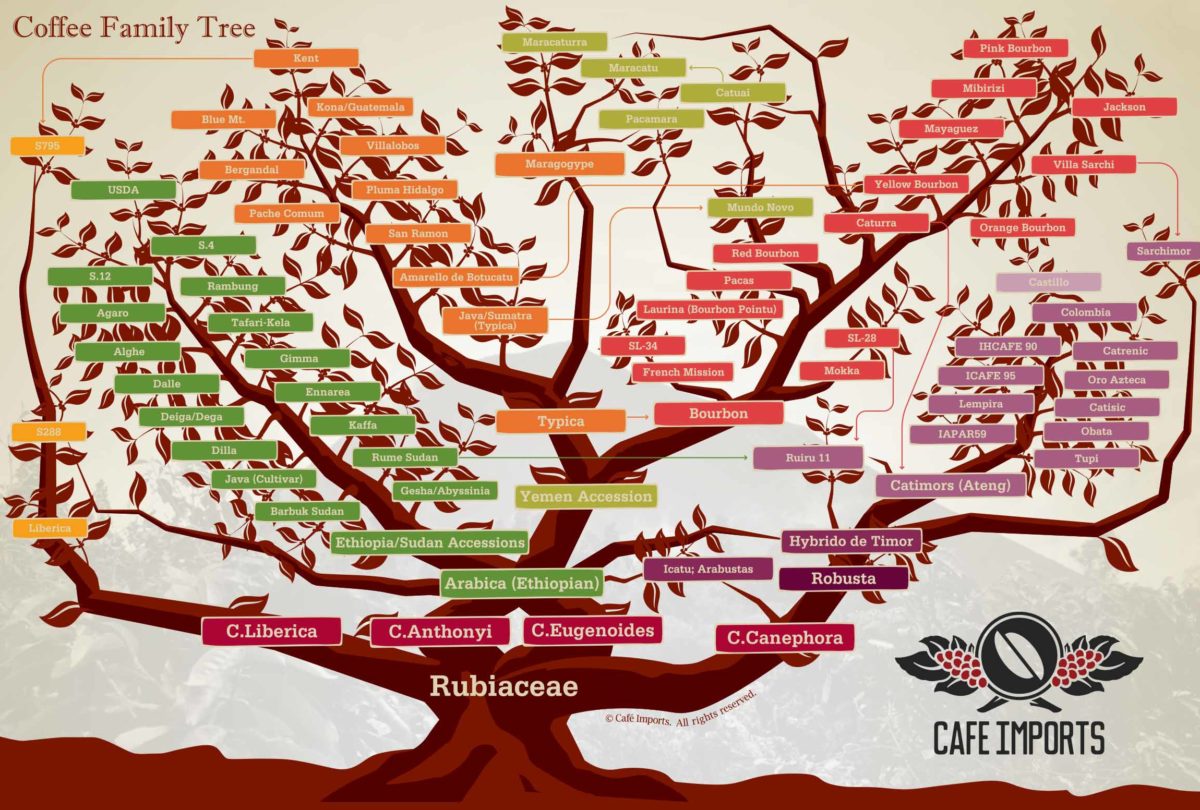 Coffee Family Tree
Kent
S795
Blue Mt.
Kona/Guatemala
Villalobos
Bergandal
USDA
Pluma Hidalgo
Pache Comum
San Ramon
S.4
S.12
Rambung
Amarello de Botucatu
Agaro
Tafari-Kela
Java/Sumatra
(Typica)
Alghe
Gimma
Dalle
Ennarea
Deiga/Dega
Kaffa
S288
Dilla
Rume Sudan
Java (Cultivar)
Gesha/Abyssinia
Barbuk Sudan
Liberica
Ethiopia/Sudan Accessions
Maracaturra
Maracatu
Catuai
Pacamara
Maragogype
Mundo Novo
Pink Bourbon
Mibirizi
Jackson
Mayaguez
Villa Sarchi
Yellow Bourbon
Caturra
Orange Bourbon
Red Bourbon
Sarchimor
Pacas
Castillo
Laurina (Bourbon Pointu)
Colombia
SL-34
SL-28
IHCAFE 90
Catrenic
French Mission
Mokka
ICAFE 95
Oro Azteca
Lempira
Catisic
Typica
Bourbon
IAPAR59
Obata
Ruiru 11
Tupi
Yemen Accession
Catimors (Ateng)
Hybrido de Timor
Arabica (Ethiopian)
Icatu; Arabustas
Robusta
C.Liberica
C.Anthonyi
C.Eugenoides
C.Canephora
Rubiaceae
© Café Imports. All rights reserved.
CAFE IMPORTS